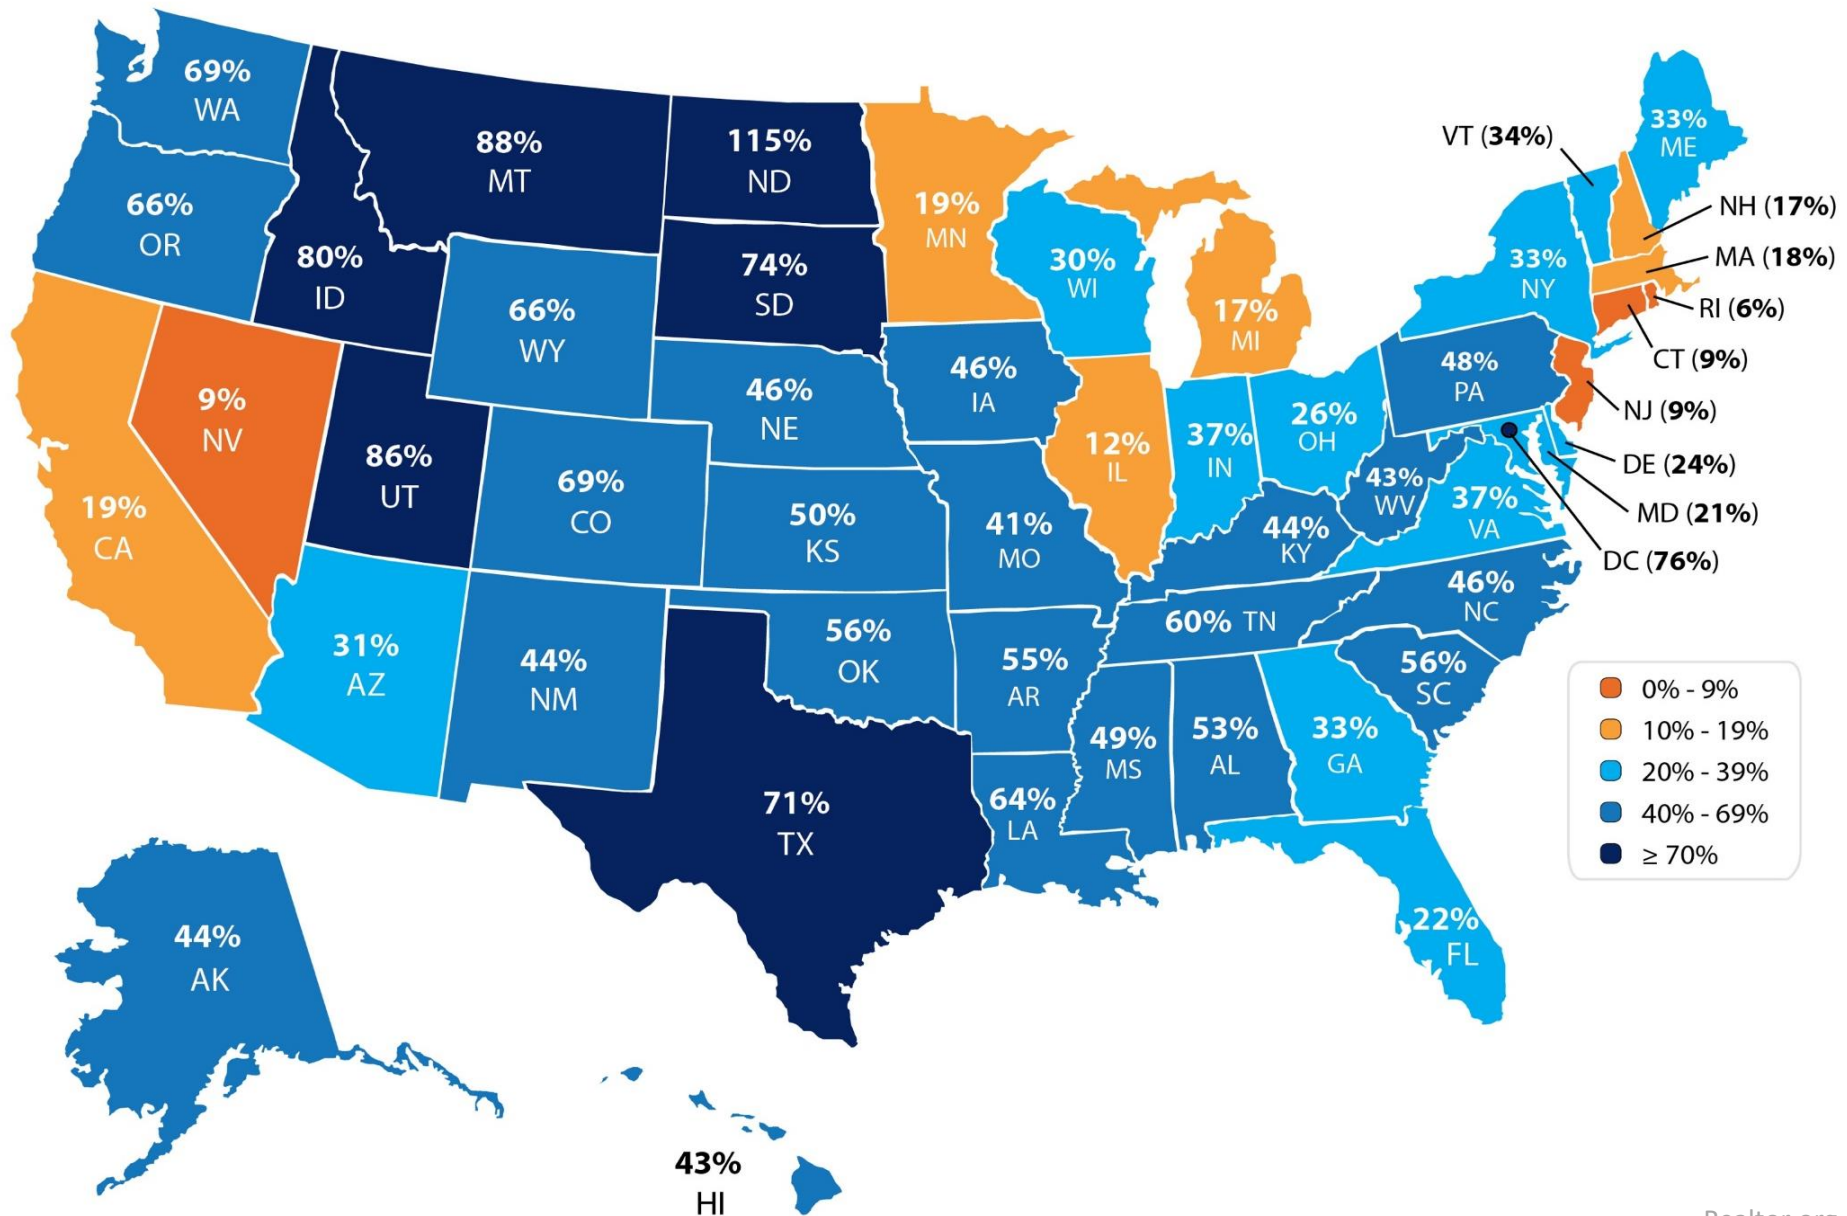 69%
WA
66%
OR
19%
CA
9%
NV
80%
ID
88%
MT
66%
WY
86%
UT
69%
CO
31%
AZ
44%
NM
115%
ND
74%
SD
46%
NE
50%
KS
56%
OK
71%
TX
19%
MN
46%
IA
41%
MO
55%
AR
64%
LA
30%
WI
12%
IL
17%
MI
37%
IN
26%
OH
44%
KY
60% TN
49%
MS
53%
AL
33%
GA
22%
FL
56%
SC
46%
NC
37%
VA
43%
WV
48%
PA
33%
NY
33%
ME
VT (34%)
NH (17%)
MA (18%)
RI (6%)
CT (9%)
NJ (9%)
DE (24%)
MD (21%)
DC (76%)
44%
AK
43%
HI
0% - 9%
10% - 19%
20% - 39%
40% - 69%
≥ 70%